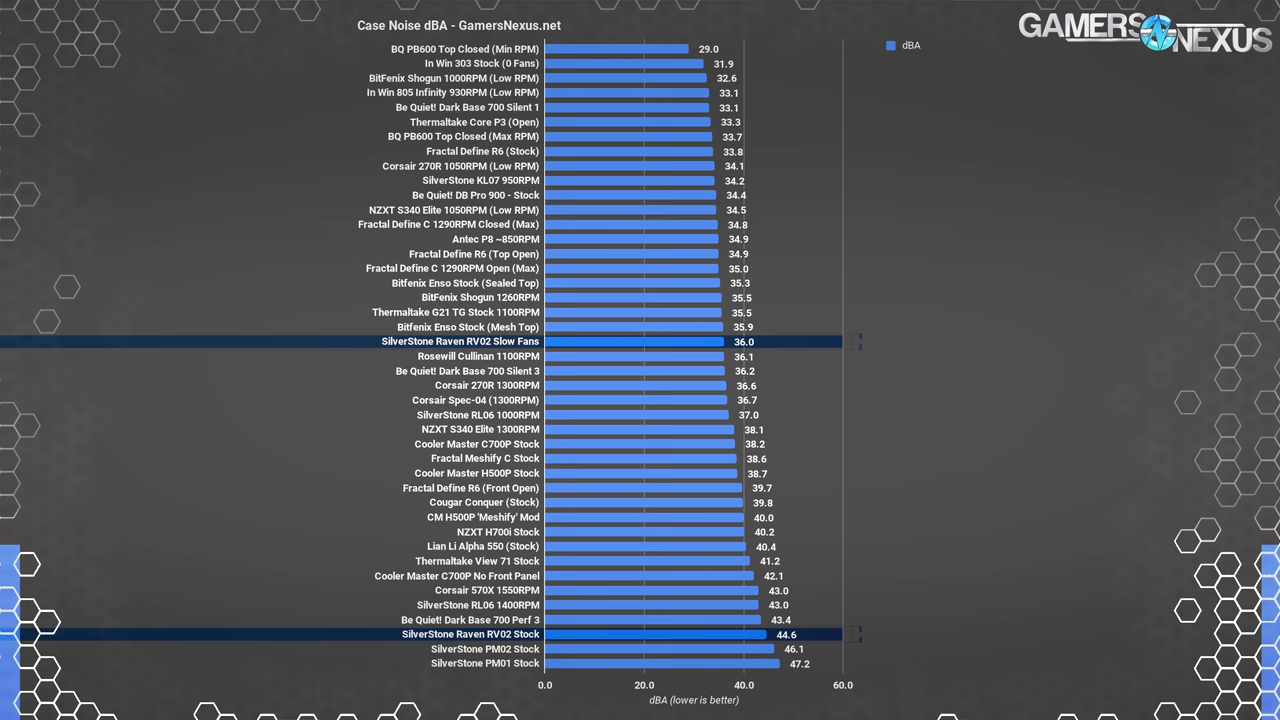 Case Noise dBA - GamersNexus.net
GAMERS NEXUS
dBA
BQ PB600 Top Closed (Min RPM) 29.0
In Win 303 Stock (0 Fans) 31.9
BitFenix Shogun 1000RPM (Low RPM) 32.6
In Win 805 Infinity 930RPM (Low RPM) 33.1
Be Quiet! Dark Base 700 Silent 1 33.1
Thermaltake Core P3 (Open) 33.3
BQ PB600 Top Closed (Max RPM) 33.7
Fractal Define R6 (Stock) 33.8
Corsair 270R 1050RPM (Low RPM) 34.1
SilverStone KL07 950RPM 34.2
Be Quiet! DB Pro 900 - Stock 34.4
NZXT S340 Elite 1050RPM (Low RPM) 34.5
Fractal Define C 1290RPM Closed (Max) 34.8
Antec P8 ~850RPM 34.9
Fractal Define R6 (Top Open) 34.9
Fractal Define C 1290RPM Open (Max) 35.0
Bitfenix Enso Stock (Sealed Top) 35.3
BitFenix Shogun 1260RPM 35.5
Thermaltake G21 TG Stock 1100RPM 35.5
Bitfenix Enso Stock (Mesh Top) 35.9
SilverStone Raven RV02 Slow Fans 36.0
Rosewill Cullinan 1100RPM 36.1
Be Quiet! Dark Base 700 Silent 3 36.2
Corsair 270R 1300RPM 36.6
Corsair Spec-04 (1300RPM) 36.7
SilverStone RL06 1000RPM 37.0
NZXT S340 Elite 1300RPM 38.1
Cooler Master C700P Stock 38.2
Fractal Meshify C Stock 38.6
Cooler Master H500P Stock 38.7
Fractal Define R6 (Front Open) 39.7
Cougar Conquer (Stock) 39.8
CM H500P 'Meshify' Mod 40.0
NZXT H700i Stock 40.2
Lian Li Alpha 550 (Stock) 40.4
Thermaltake View 71 Stock 41.2
Cooler Master C700P No Front Panel 42.1
Corsair 570X 1550RPM 43.0
SilverStone RL06 1400RPM 43.0
Be Quiet! Dark Base 700 Perf 3 43.4
SilverStone Raven RV02 Stock 44.6
SilverStone PM02 Stock 46.1
SilverStone PM01 Stock 47.2
0.0 20.0 40.0 60.0
dBA (lower is better)